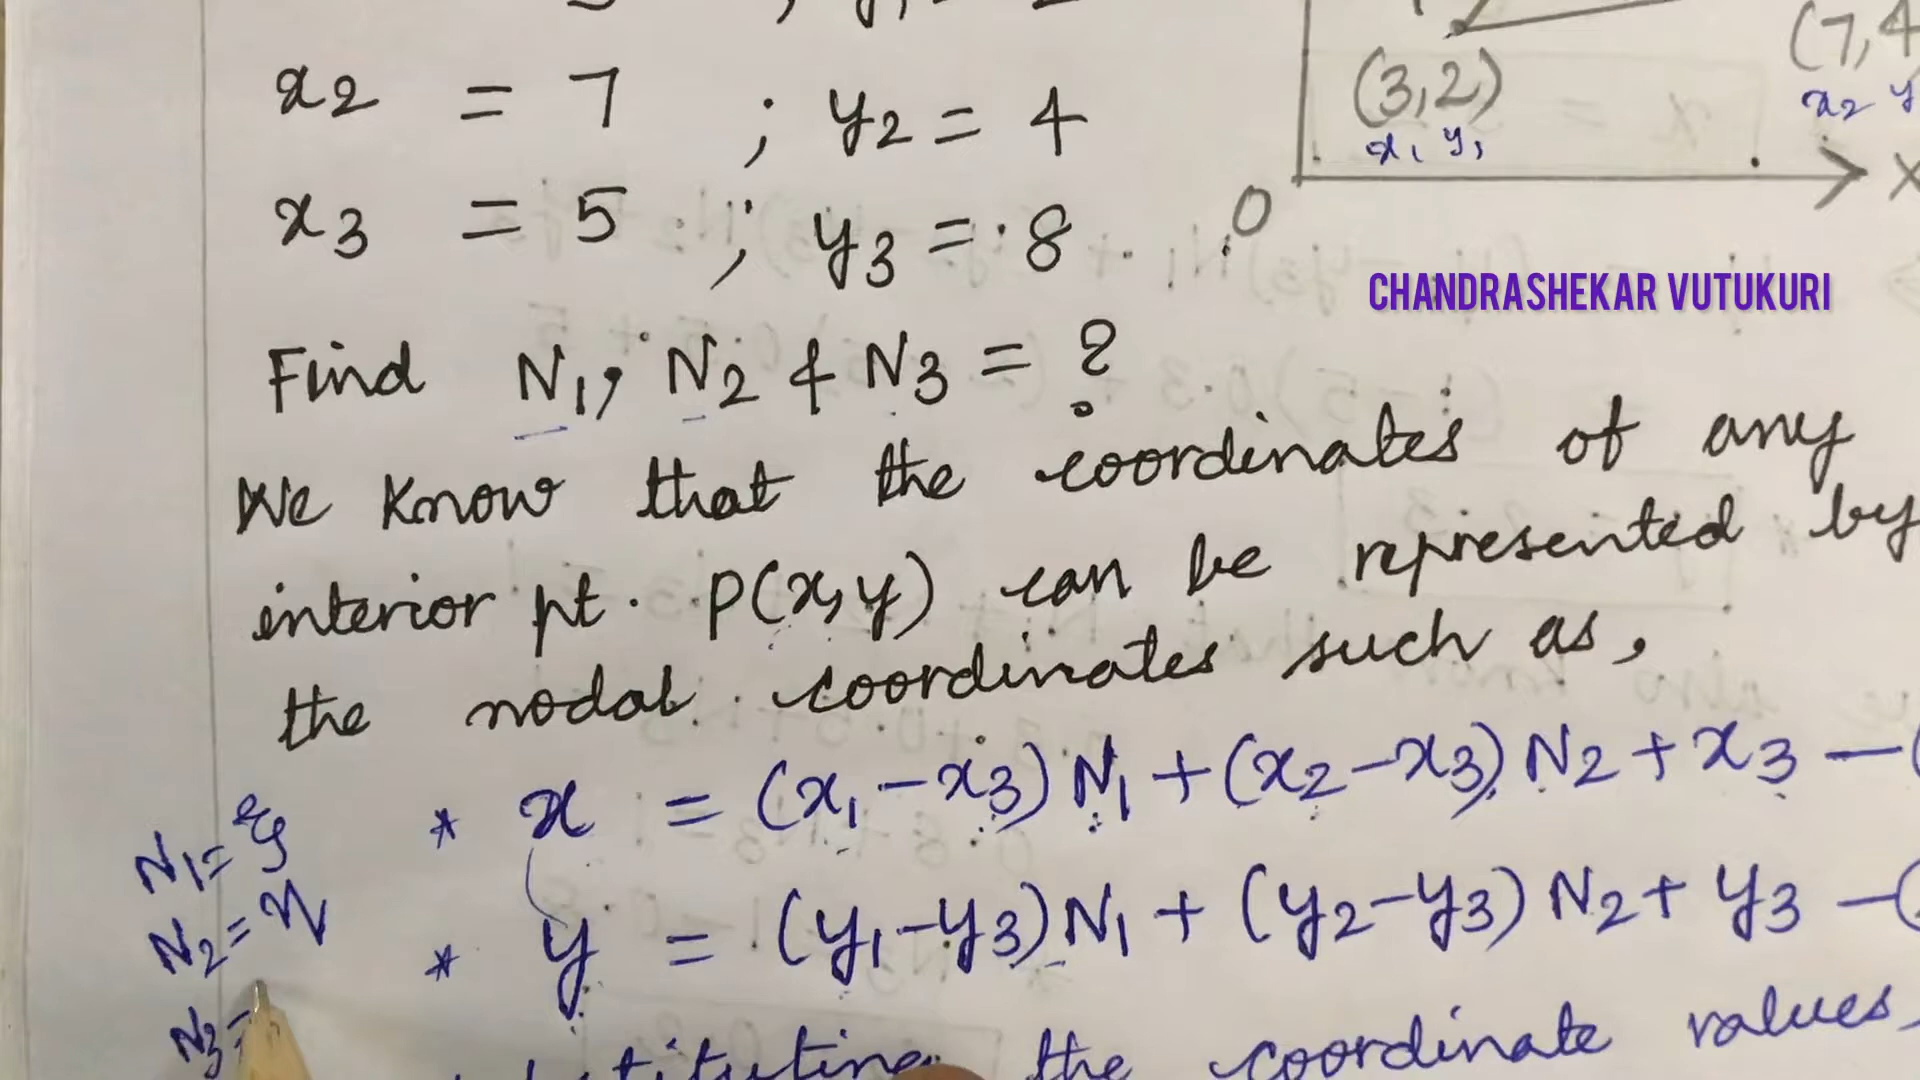 x2 = 7 ; y2 = 4
x3 = 5 ; y3 = 8
(3,2)
x1 y1
(7,4
x2 y
0
X
CHANDRASHEKAR VUTUKURI
Find N1, N2 & N3 = ?
We know that the coordinates of any
interior pt. P(x,y) can be represented by
the nodal coordinates such as,
* x = (x1-x3)N1+(x2-x3)N2+x3 -(
* y = (y1-y3)N1 + (y2-y3)N2+ y3 -(
N1= ξ
N2= η
N3=
the coordinate values